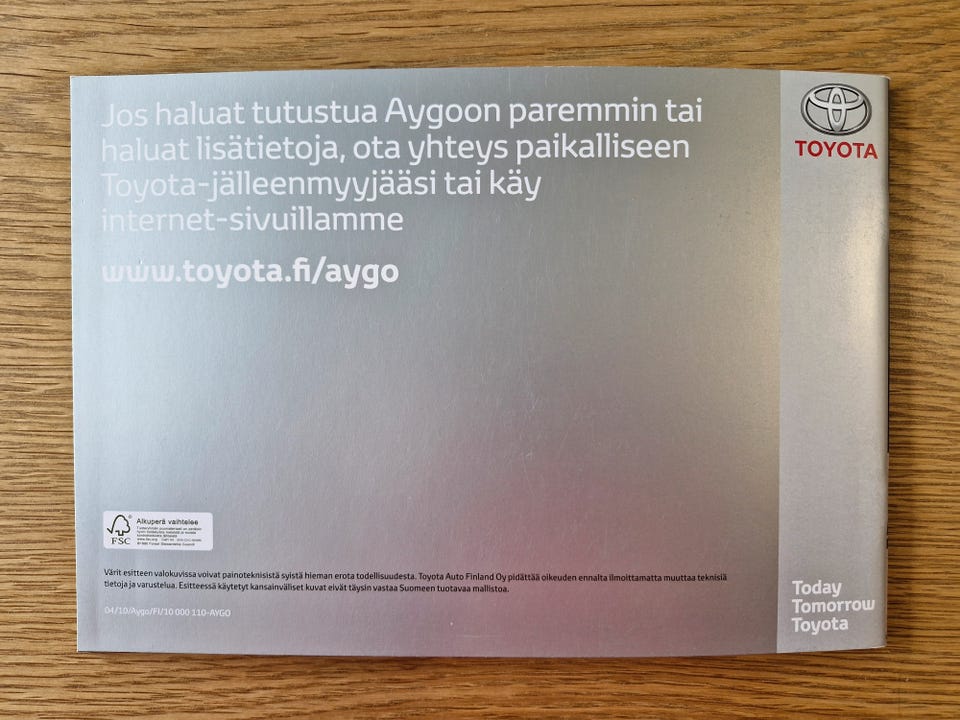 Jos haluat tutustua Aygoon paremmin tai
haluat lisätietoja, ota yhteys paikalliseen
Toyota-jälleenmyyjääsi tai käy
internet-sivuillamme
www.toyota.fi/aygo
TOYOTA
FSC
Alkuperä vaihtelee
Värit esitteen valokuvissa voivat painoteknisistä syistä hieman erota todellisuudesta. Toyota Auto Finland Oy pidättää oikeuden ennalta ilmoittamatta muuttaa teknisiä
tietoja ja varustelua. Esitteessä käytetyt kansainväliset kuvat eivät täysin vastaa Suomeen tuotavaa mallistoa.
04/10/Aygo/FI/10 000 110-AYGO
Today
Tomorrow
Toyota